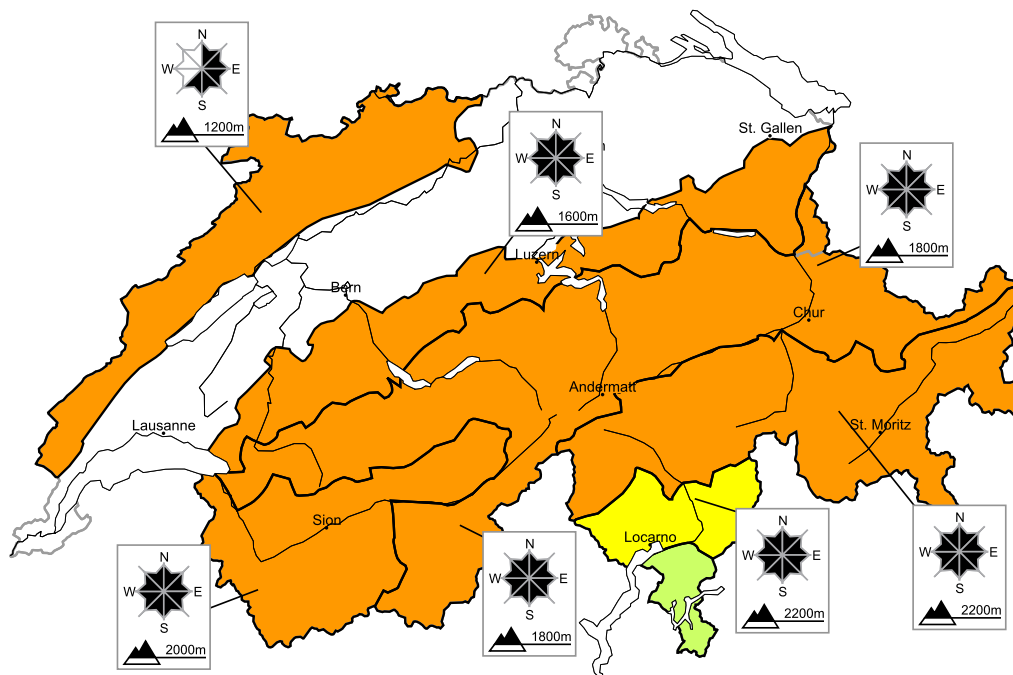 N
W E
S
1200m
St. Gallen
N
W E
S
1600m
N
W E
S
1800m
Luzern
Bern
Chur
Andermatt
Lausanne
St. Moritz
Sion
Locarno
N
W E
S
2000m
N
W E
S
1800m
N
W E
S
2200m
N
W E
S
2200m